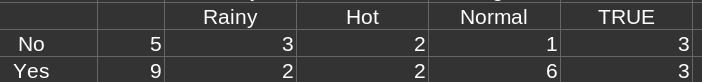 Rainy Hot Normal TRUE
No 5 3 2 1 3
Yes 9 2 2 6 3